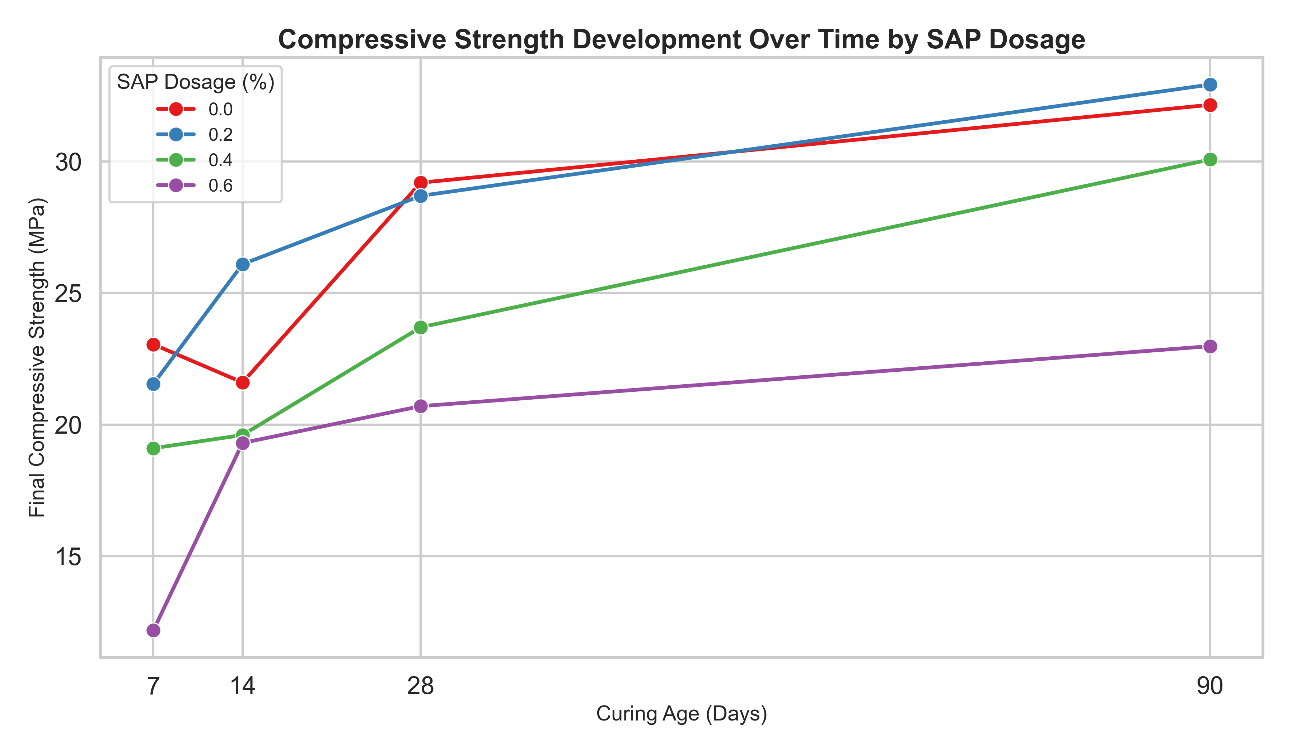 Compressive Strength Development Over Time by SAP Dosage
SAP Dosage (%)
0.0
0.2
0.4
0.6
Final Compressive Strength (MPa)
30
25
20
15
7 14 28 90
Curing Age (Days)